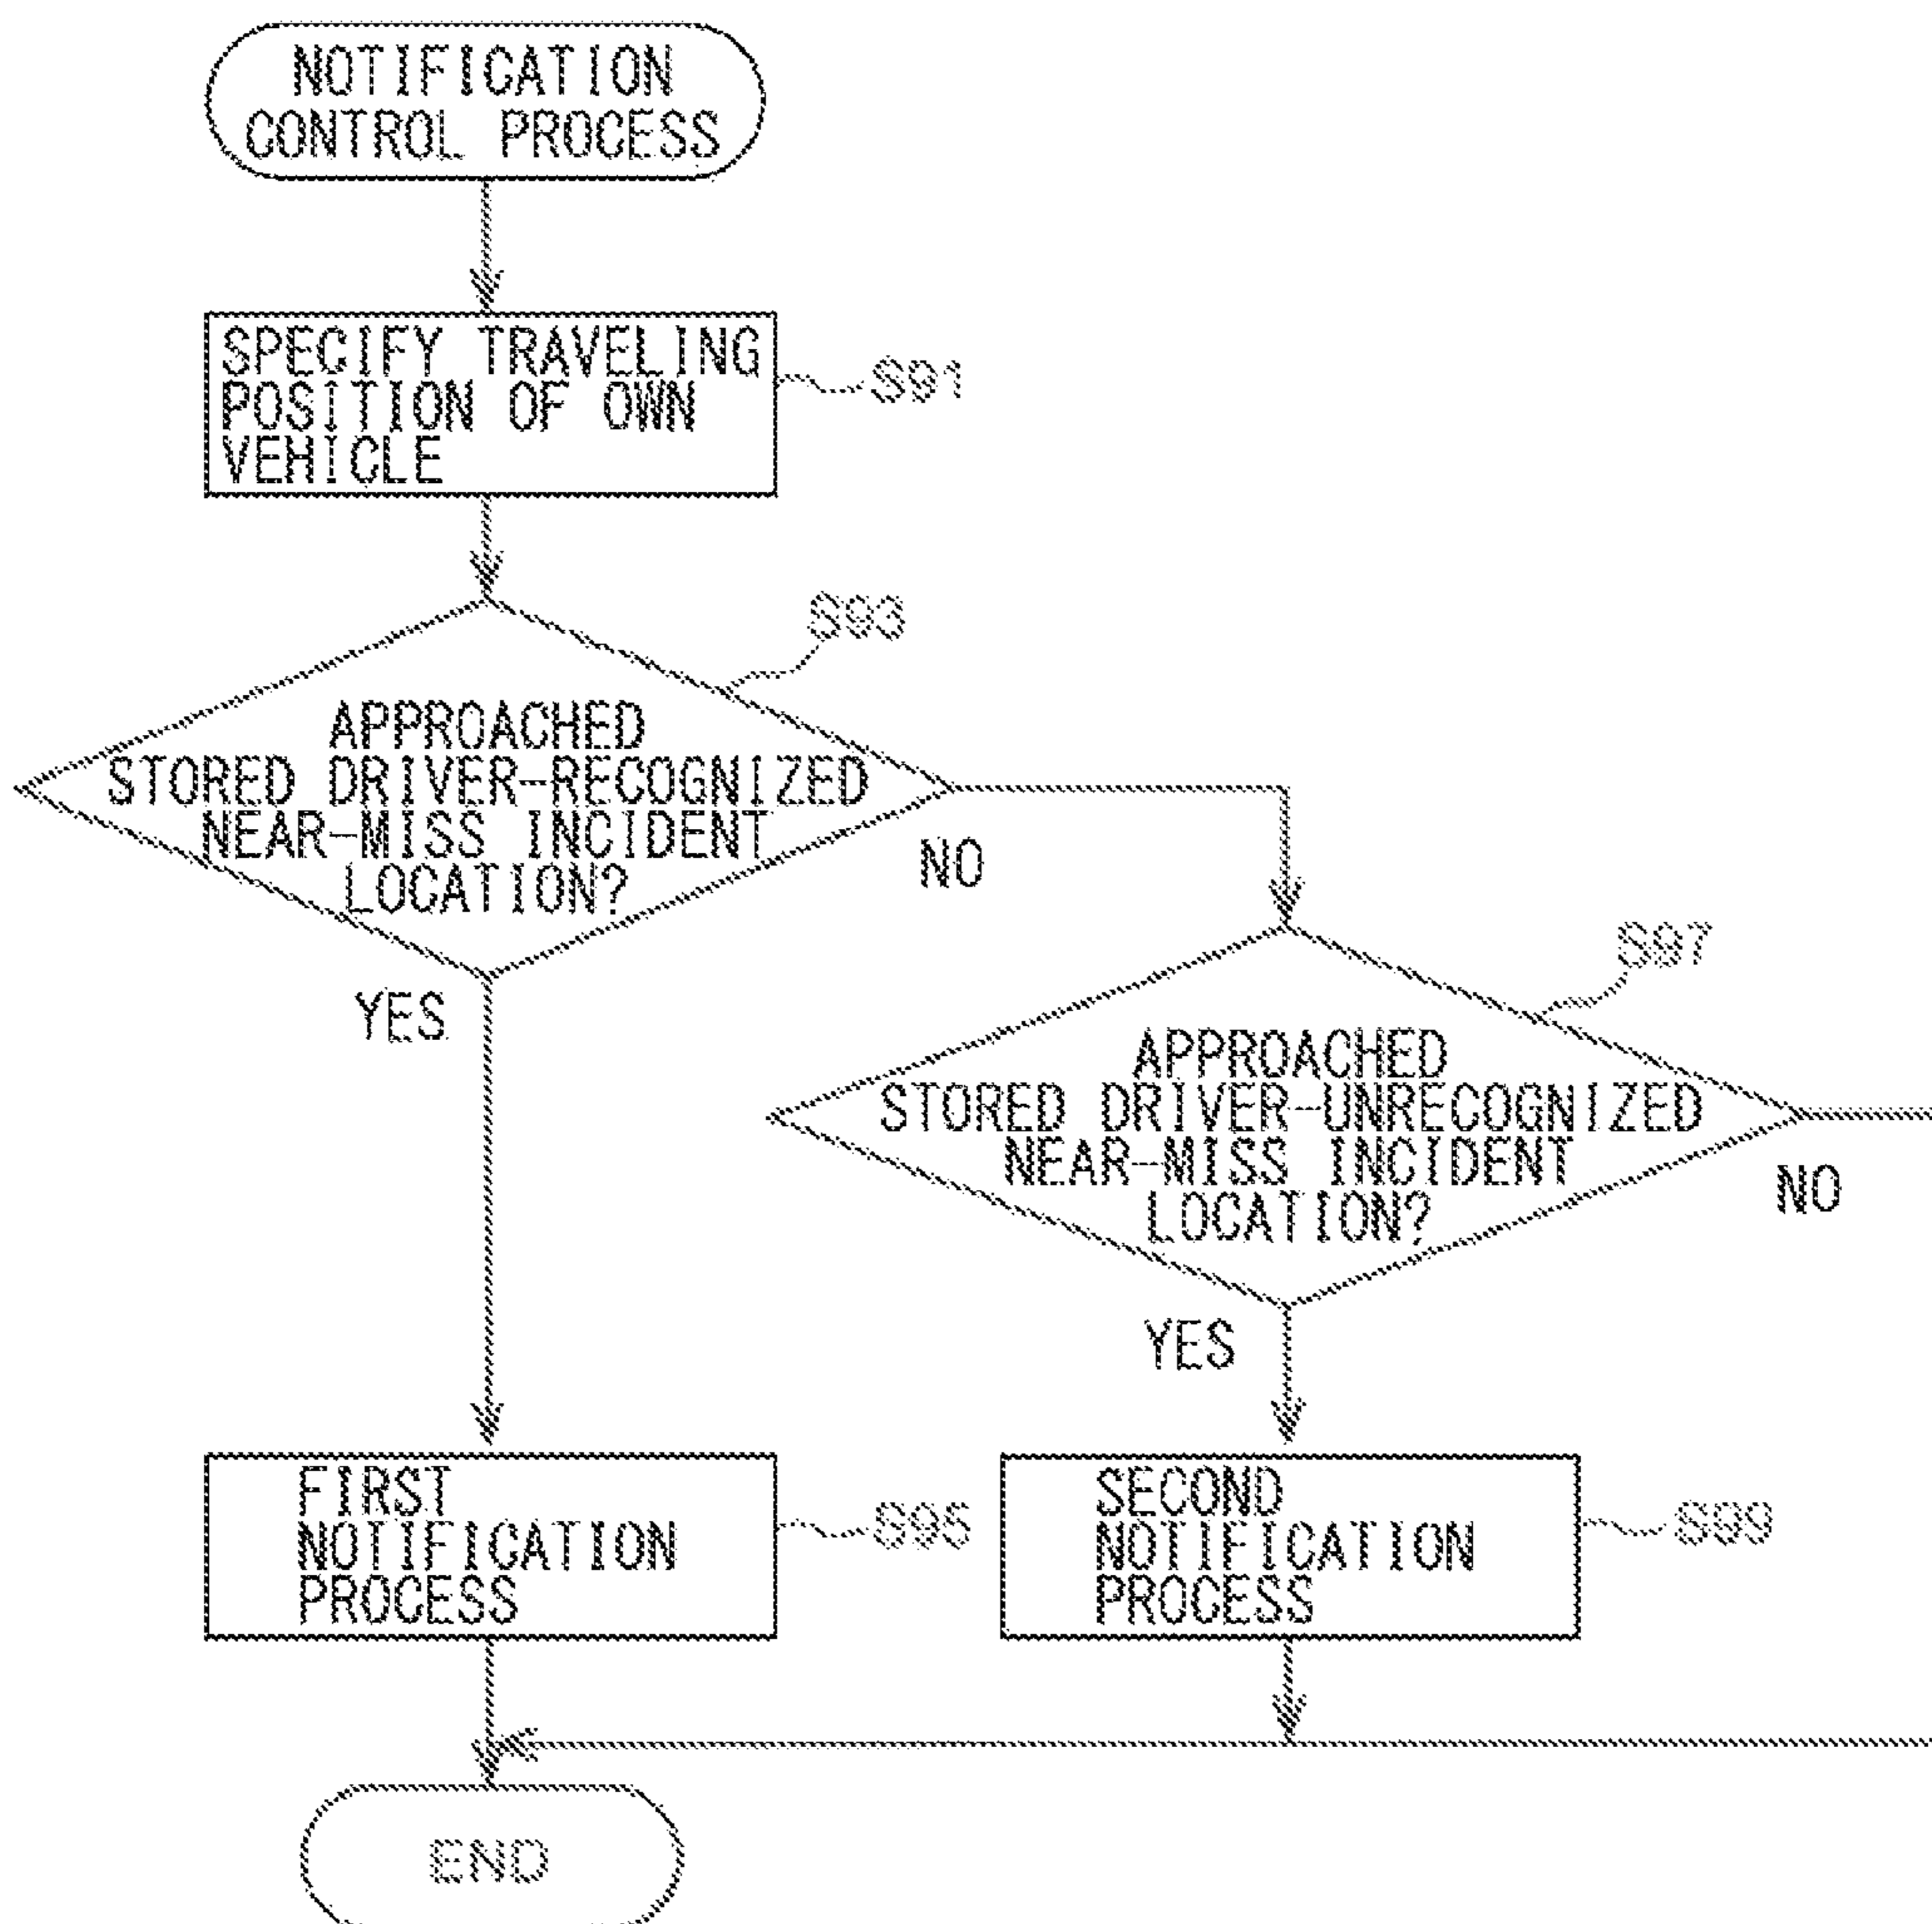 NOTIFICATION
CONTROL PROCESS
SPECIFY TRAVELING
POSITION OF OWN
VEHICLE
S91
S93
APPROACHED
STORED DRIVER-RECOGNIZED
NEAR-MISS INCIDENT
LOCATION?
NO
YES
S97
APPROACHED
STORED DRIVER-UNRECOGNIZED
NEAR-MISS INCIDENT
LOCATION?
NO
YES
FIRST
NOTIFICATION
PROCESS
S95
SECOND
NOTIFICATION
PROCESS
S99
END